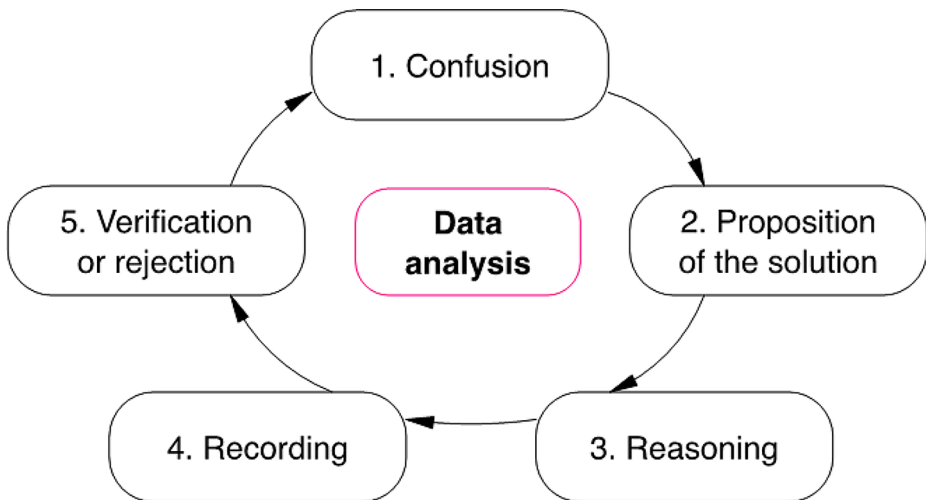 1. Confusion
2. Proposition
of the solution
3. Reasoning
4. Recording
5. Verification
or rejection
Data
analysis